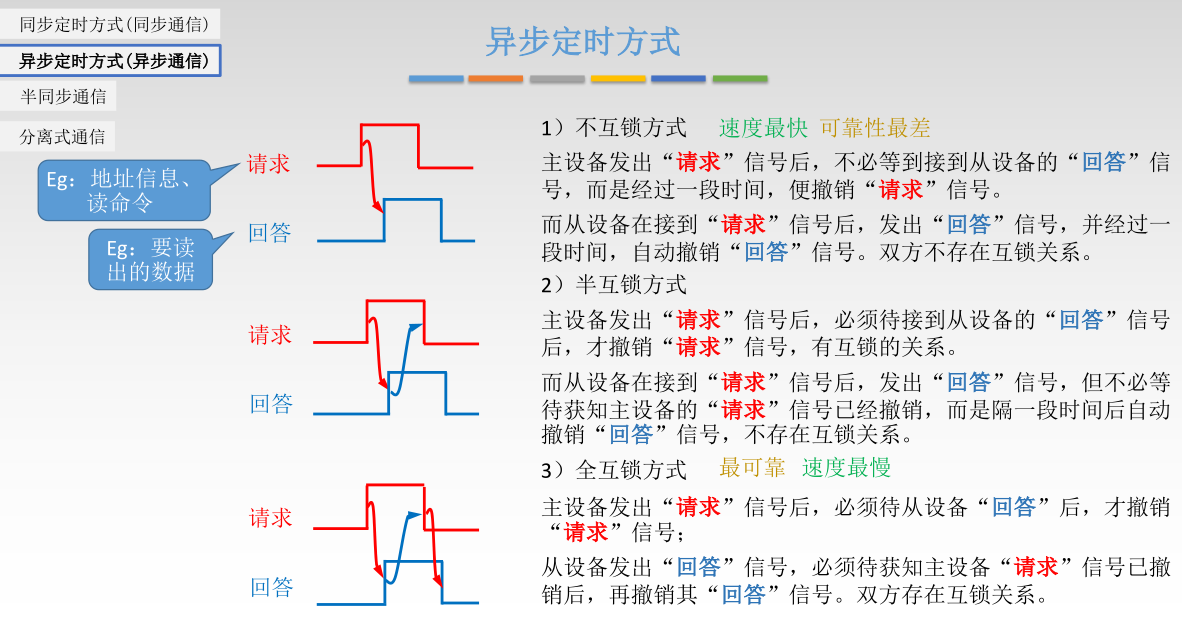 同步定时方式(同步通信)
异步定时方式(异步通信)
半同步通信
分离式通信
异步定时方式
Eg：地址信息、
读命令
Eg：要读
出的数据
请求
回答
请求
回答
请求
回答
1）不互锁方式 速度最快 可靠性最差
主设备发出“请求”信号后，不必等到接到从设备的“回答”信
号，而是经过一段时间，便撤销“请求”信号。
而从设备在接到“请求”信号后，发出“回答”信号，并经过一
段时间，自动撤销“回答”信号。双方不存在互锁关系。
2）半互锁方式
主设备发出“请求”信号后，必须待接到从设备的“回答”信号
后，才撤销“请求”信号，有互锁的关系。
而从设备在接到“请求”信号后，发出“回答”信号，但不必等
待获知主设备的“请求”信号已经撤销，而是隔一段时间后自动
撤销“回答”信号，不存在互锁关系。
3）全互锁方式 最可靠 速度最慢
主设备发出“请求”信号后，必须待从设备“回答”后，才撤销
“请求”信号；
从设备发出“回答”信号，必须待获知主设备“请求”信号已撤
销后，再撤销其“回答”信号。双方存在互锁关系。